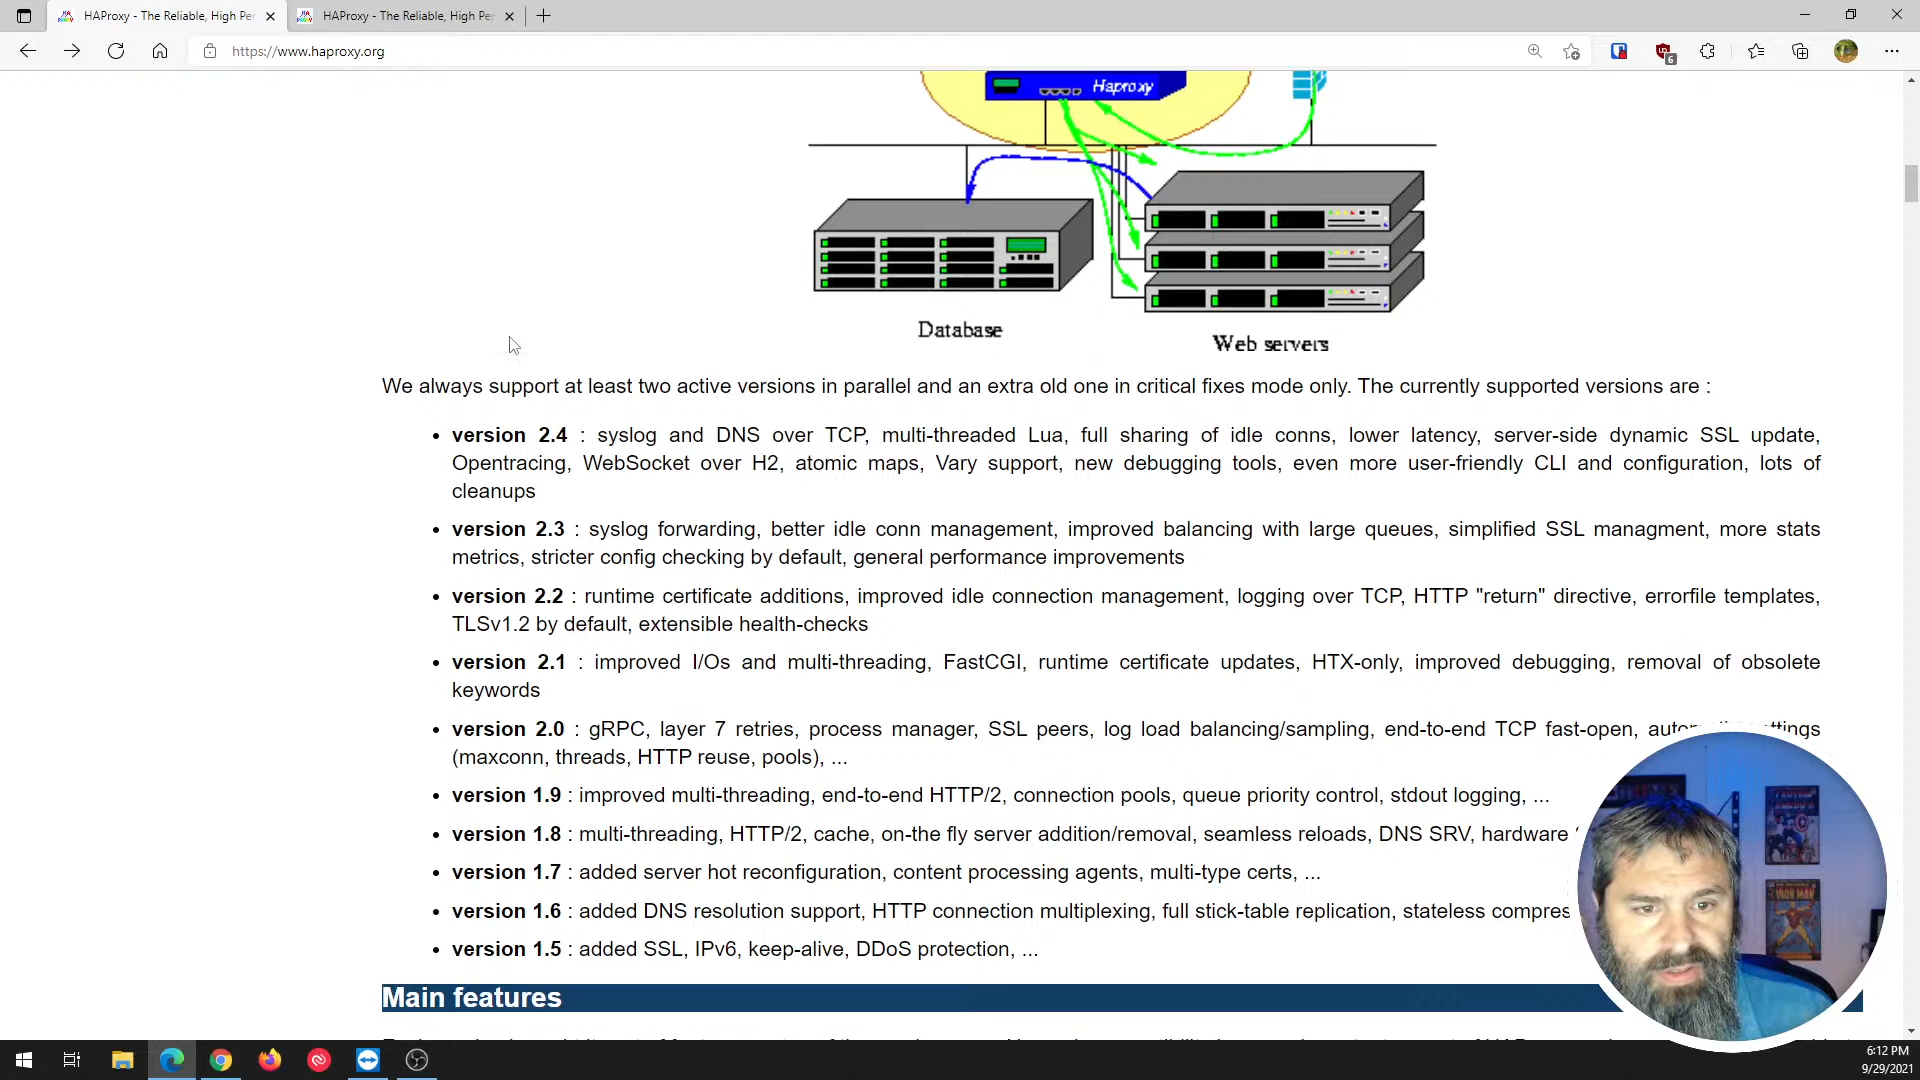 HAProxy - The Reliable, High Per
HAProxy - The Reliable, High Per
https://www.haproxy.org
6
Haproxy
Database
Web servers
We always support at least two active versions in parallel and an extra old one in critical fixes mode only. The currently supported versions are :
• version 2.4 : syslog and DNS over TCP, multi-threaded Lua, full sharing of idle conns, lower latency, server-side dynamic SSL update,
Opentracing, WebSocket over H2, atomic maps, Vary support, new debugging tools, even more user-friendly CLI and configuration, lots of
cleanups
• version 2.3 : syslog forwarding, better idle conn management, improved balancing with large queues, simplified SSL managment, more stats
metrics, stricter config checking by default, general performance improvements
• version 2.2 : runtime certificate additions, improved idle connection management, logging over TCP, HTTP "return" directive, errorfile templates,
TLSv1.2 by default, extensible health-checks
• version 2.1 : improved I/Os and multi-threading, FastCGI, runtime certificate updates, HTX-only, improved debugging, removal of obsolete
keywords
• version 2.0 : gRPC, layer 7 retries, process manager, SSL peers, log load balancing/sampling, end-to-end TCP fast-open,
(maxconn, threads, HTTP reuse, pools), ...
• version 1.9 : improved multi-threading, end-to-end HTTP/2, connection pools, queue priority control, stdout logging, ...
• version 1.8 : multi-threading, HTTP/2, cache, on-the fly server addition/removal, seamless reloads, DNS SRV, hardware
• version 1.7 : added server hot reconfiguration, content processing agents, multi-type certs, ...
• version 1.6 : added DNS resolution support, HTTP connection multiplexing, full stick-table replication, stateless compres
• version 1.5 : added SSL, IPv6, keep-alive, DDoS protection, ...
Main features
IRON MAN
6:12 PM
9/29/2021